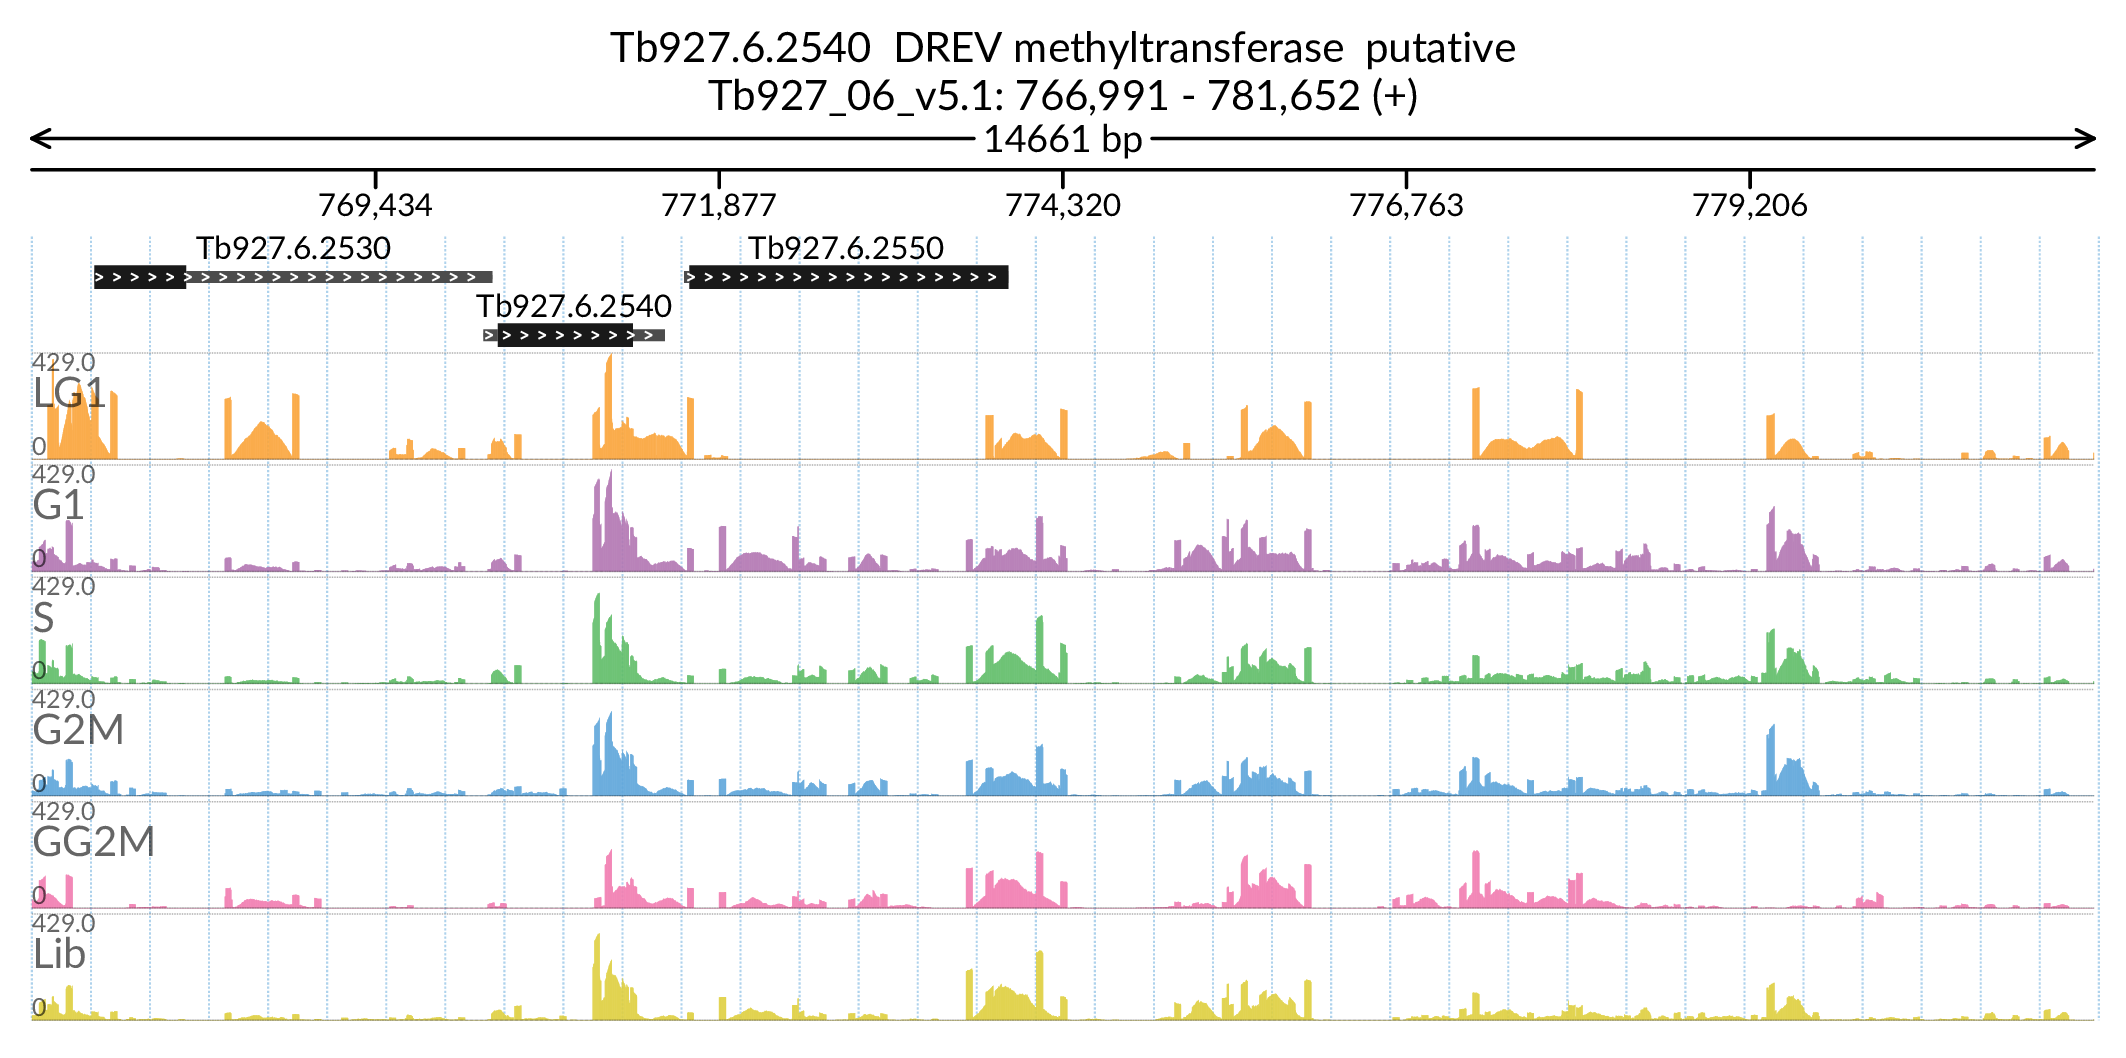 Tb927.6.2540 DREV methyltransferase putative
Tb927_06_v5.1: 766,991 - 781,652 (+)
14661 bp
769,434 771,877 774,320 776,763 779,206
Tb927.6.2530 Tb927.6.2550
Tb927.6.2540
429.0
LG1
0
429.0
G1
0
429.0
S
0
429.0
G2M
0
429.0
GG2M
0
429.0
Lib
0